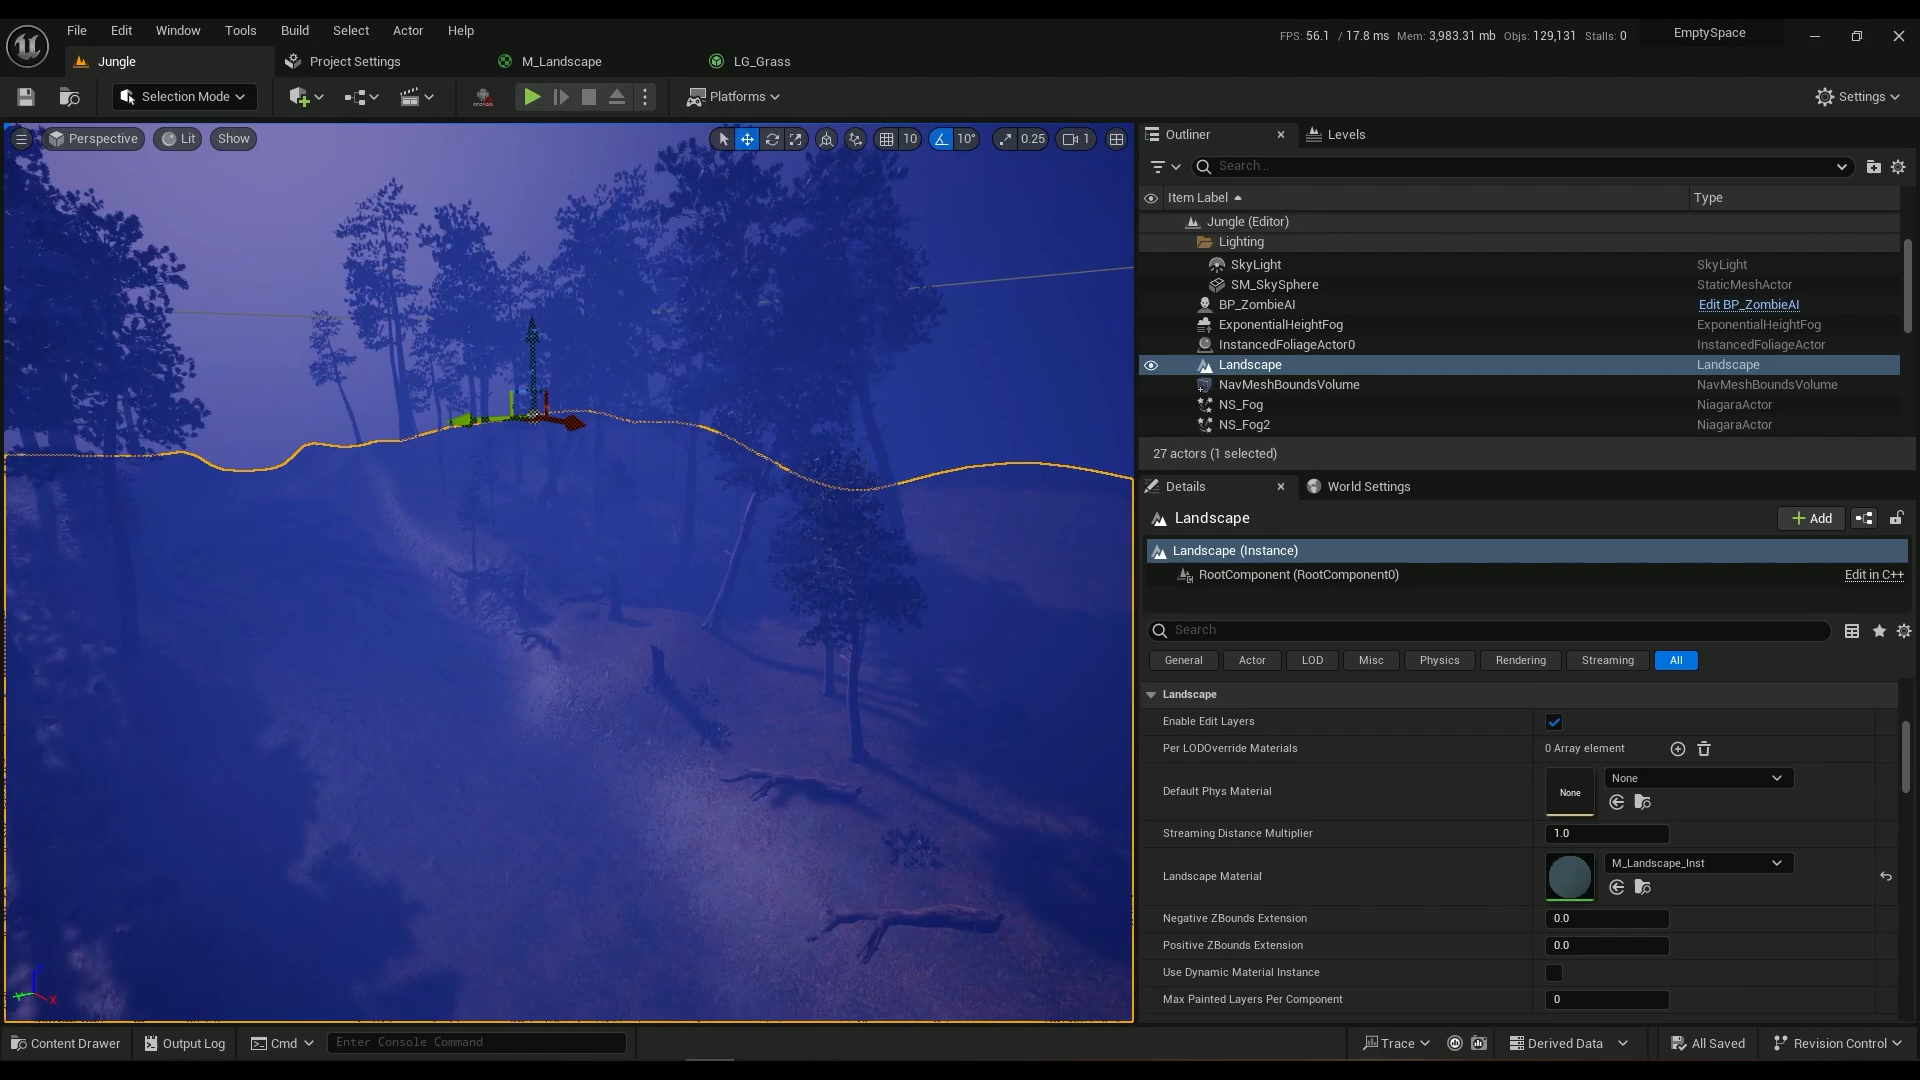 File Edit Window Tools Build Select Actor Help
FPS: 56.1 / 17.8 ms Mem: 3,983.31 mb Objs: 129,131 Stalls: 0
EmptySpace
Jungle Project Settings M_Landscape LG_Grass
Selection Mode Platforms Settings
Perspective Lit Show 10 10° 0.25 1
Outliner Levels
Search...
Item Label Type
Jungle (Editor)
Lighting
SkyLight SkyLight
SM_SkySphere StaticMeshActor
BP_ZombieAI Edit BP_ZombieAI
ExponentialHeightFog ExponentialHeightFog
InstancedFoliageActor0 InstancedFoliageActor
Landscape Landscape
NavMeshBoundsVolume NavMeshBoundsVolume
NS_Fog NiagaraActor
NS_Fog2 NiagaraActor
27 actors (1 selected)
Details World Settings
Landscape Add
Landscape (Instance)
RootComponent (RootComponent0) Edit in C++
Search
General Actor LOD Misc Physics Rendering Streaming All
Landscape
Enable Edit Layers
Per LODOverride Materials 0 Array element
Default Phys Material None None
Streaming Distance Multiplier 1.0
Landscape Material M_Landscape_Inst
Negative ZBounds Extension 0.0
Positive ZBounds Extension 0.0
Use Dynamic Material Instance
Max Painted Layers Per Component 0
Y X
Content Drawer Output Log Cmd Enter Console Command Trace Derived Data All Saved Revision Control